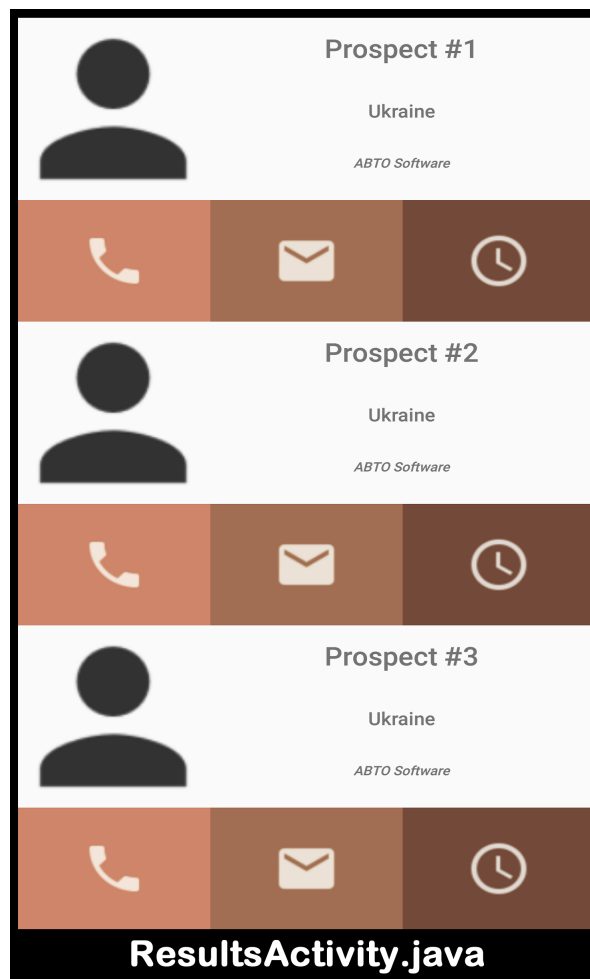 Prospect #1
Ukraine
ABTO Software
Prospect #2
Ukraine
ABTO Software
Prospect #3
Ukraine
ABTO Software
ResultsActivity.java